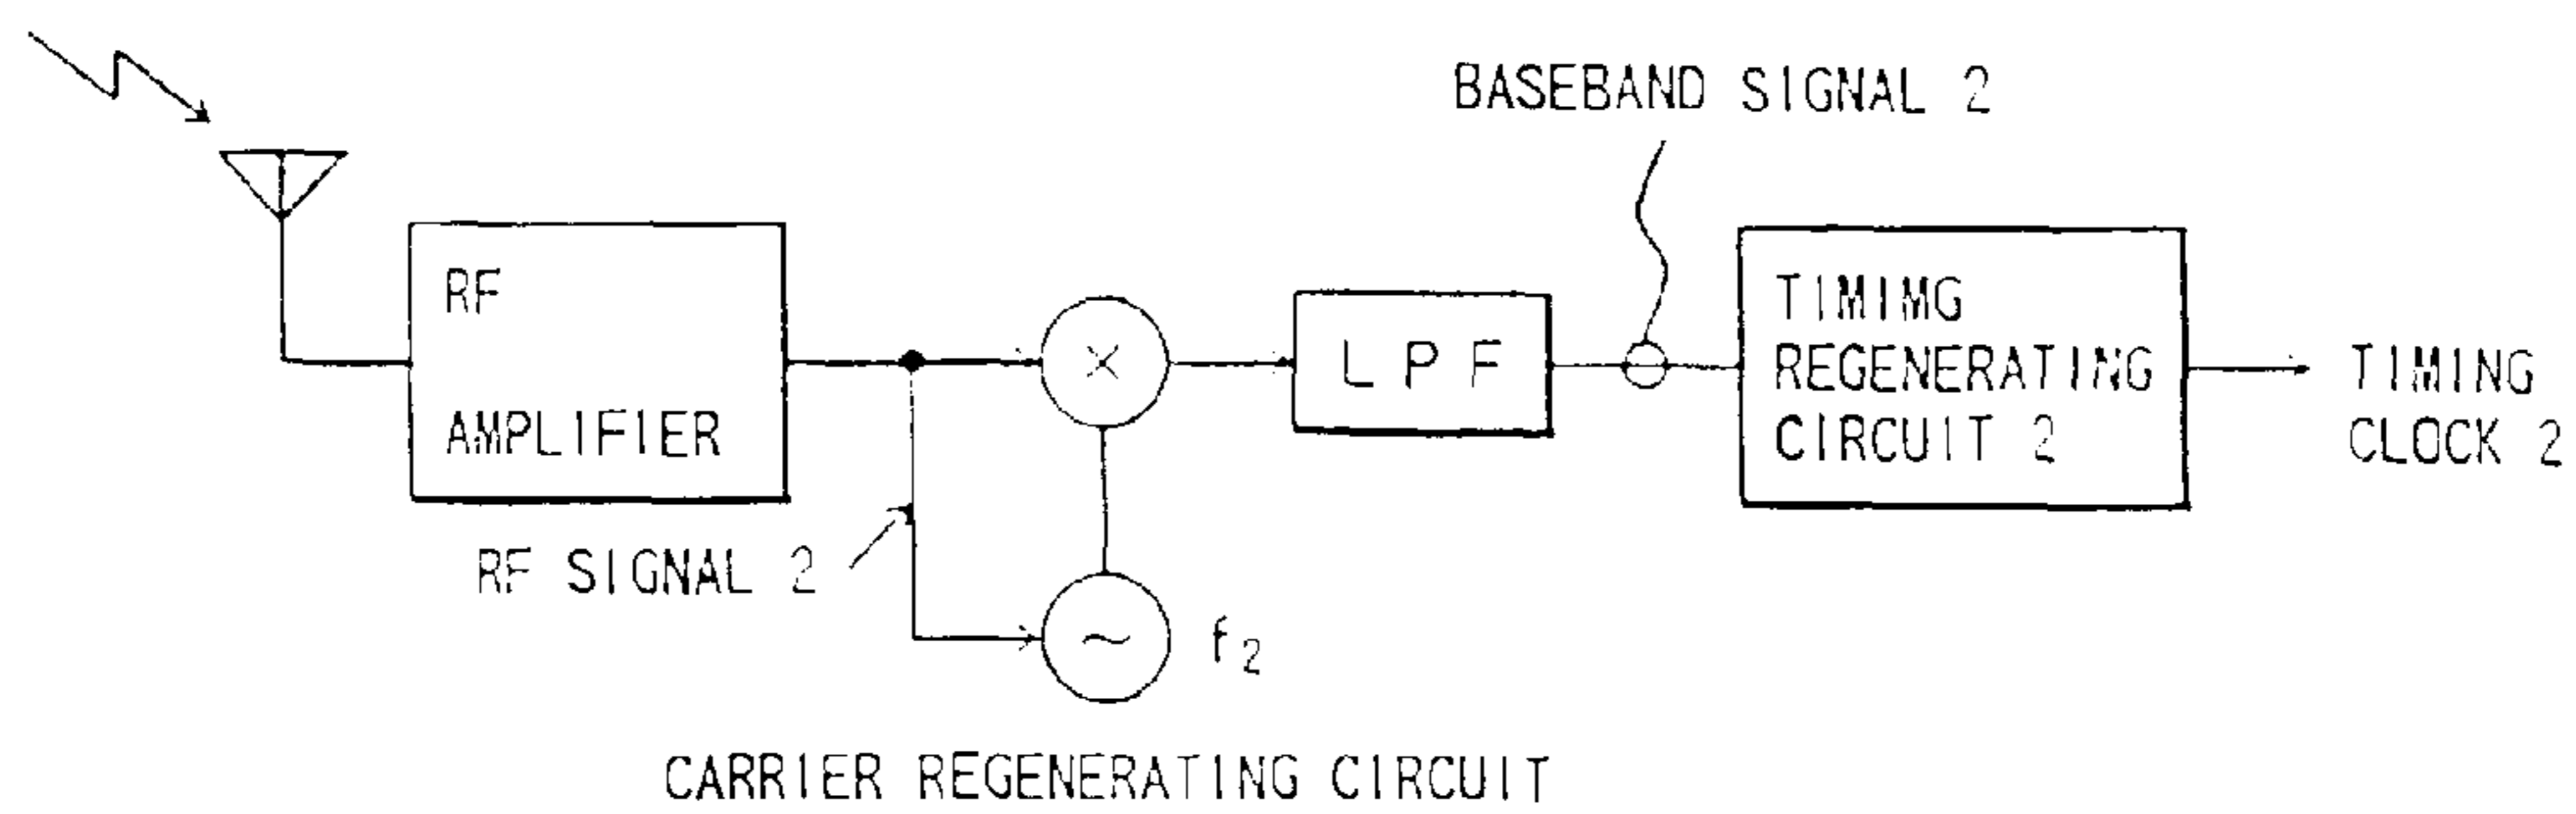 BASEBAND SIGNAL 2
RF
AMPLIFIER
×
LPF
TIMIMG
REGENERATING
CIRCUIT 2
TIMING
CLOCK 2
RF SIGNAL 2
~
f₂
CARRIER REGENERATING CIRCUIT